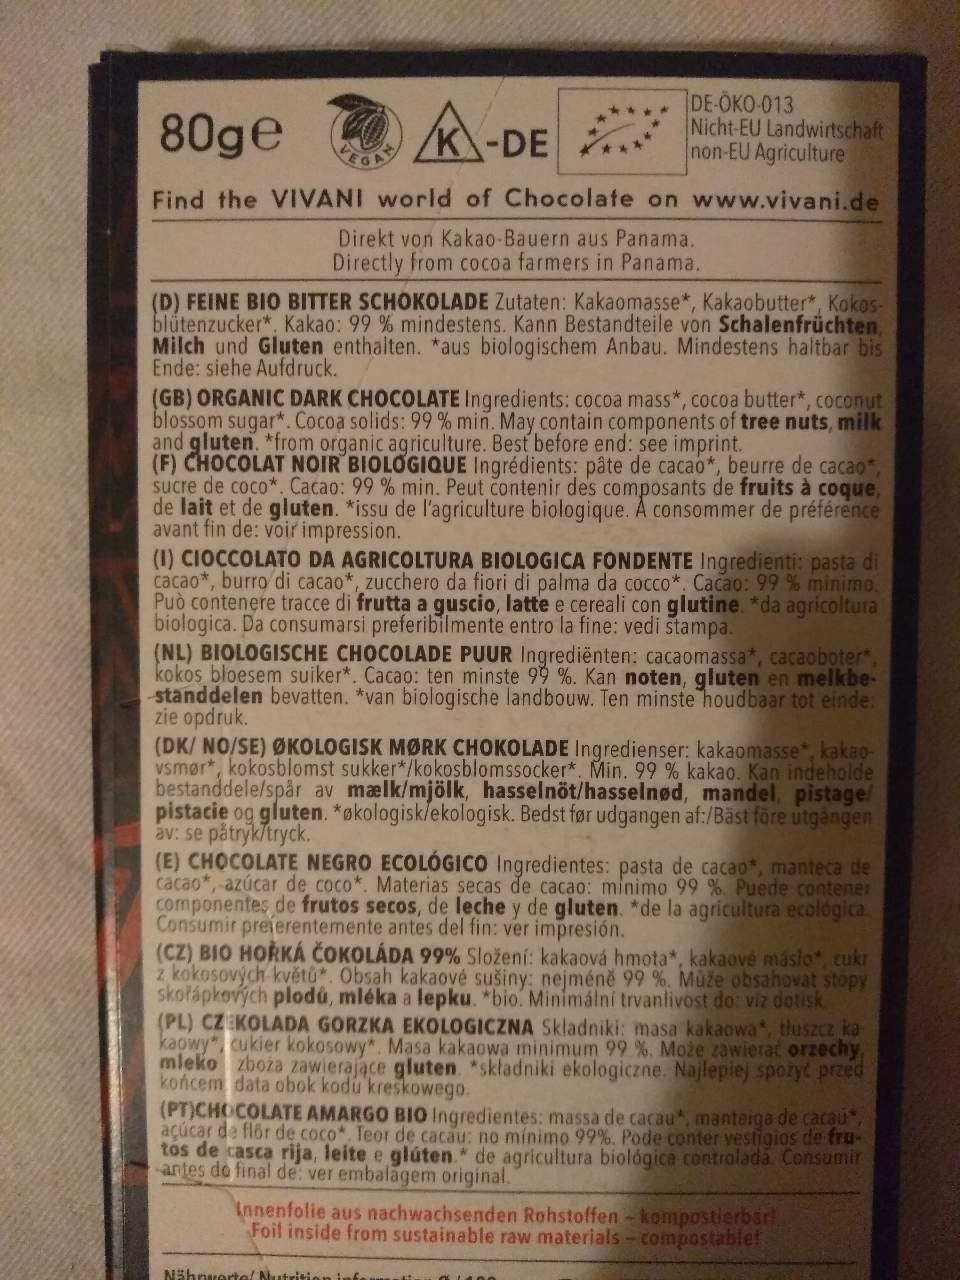 80g℮ VEGAN K-DE DE-ÖKO-013
Nicht-EU Landwirtschaft
non-EU Agriculture
Find the VIVANI world of Chocolate on www.vivani.de
Direkt von Kakao-Bauern aus Panama.
Directly from cocoa farmers in Panama.
(D) FEINE BIO BITTER SCHOKOLADE Zutaten: Kakaomasse*, Kakaobutter*, Kokos-
blütenzucker*. Kakao: 99 % mindestens. Kann Bestandteile von Schalenfrüchten,
Milch und Gluten enthalten. *aus biologischem Anbau. Mindestens haltbar bis
Ende: siehe Aufdruck.
(GB) ORGANIC DARK CHOCOLATE Ingredients: cocoa mass*, cocoa butter*, coconut
blossom sugar*. Cocoa solids: 99 % min. May contain components of tree nuts, milk
and gluten. *from organic agriculture. Best before end: see imprint.
(F) CHOCOLAT NOIR BIOLOGIQUE Ingrédients: pâte de cacao*, beurre de cacao*,
sucre de coco*. Cacao: 99 % min. Peut contenir des composants de fruits à coque,
de lait et de gluten. *issu de l'agriculture biologique. À consommer de préférence
avant fin de: voir impression.
(I) CIOCCOLATO DA AGRICOLTURA BIOLOGICA FONDENTE Ingredienti: pasta di
cacao*, burro di cacao*, zucchero da fiori di palma da cocco*. Cacao: 99 % minimo.
Può contenere tracce di frutta a guscio, latte e cereali con glutine. *da agricoltura
biologica. Da consumarsi preferibilmente entro la fine: vedi stampa.
(NL) BIOLOGISCHE CHOCOLADE PUUR Ingrediënten: cacaomassa*, cacaoboter*,
kokos bloesem suiker*. Cacao: ten minste 99 %. Kan noten, gluten en melkbe-
standdelen bevatten. *van biologische landbouw. Ten minste houdbaar tot einde:
zie opdruk.
(DK/ NO/SE) ØKOLOGISK MØRK CHOKOLADE Ingredienser: kakaomasse*, kakao-
vsmør*, kokosblomst sukker*/kokosblomssocker*. Min. 99 % kakao. Kan indeholde
bestanddele/spår av mælk/mjölk, hasselnöt/hasselnød, mandel, pistage/
pistacie og gluten. *økologisk/ekologisk. Bedst før udgangen af:/Bäst före utgången
av: se påtryk/tryck.
(E) CHOCOLATE NEGRO ECOLÓGICO Ingredientes: pasta de cacao*, manteca de
cacao*, azúcar de coco*. Materias secas de cacao: mínimo 99 %. Puede contener
componentes de frutos secos, de leche y de gluten. *de la agricultura ecológica.
Consumir preferentemente antes del fin: ver impresión.
(CZ) BIO HOŘKÁ ČOKOLÁDA 99% Složení: kakaová hmota*, kakaové máslo*, cukr
z kokosových květů*. Obsah kakaové sušiny: nejméně 99 %. Může obsahovat stopy
skořápkových plodů, mléka a lepku. *bio. Minimální trvanlivost do: viz dotisk.
(PL) CZEKOLADA GORZKA EKOLOGICZNA Składniki: masa kakaowa*, tłuszcz ka
kaowy*, cukier kokosowy*. Masa kakaowa minimum 99 %. Może zawierać orzechy,
mleko zboża zawierające gluten. *składniki ekologiczne. Najlepiej spożyć przed
końcem: data obok kodu kreskowego.
(PT)CHOCOLATE AMARGO BIO Ingredientes: massa de cacau*, manteiga de cacau*,
açúcar de flôr de coco*. Teor de cacau: no mínimo 99%. Pode conter vestígios de fru-
tos de casca rija, leite e glúten.* de agricultura biológica controlada. Consumir
antes do final de: ver embalagem original.
Innenfolie aus nachwachsenden Rohstoffen – kompostierbar!
Foil inside from sustainable raw materials – compostable!
Nährwerte/ Nutrition information